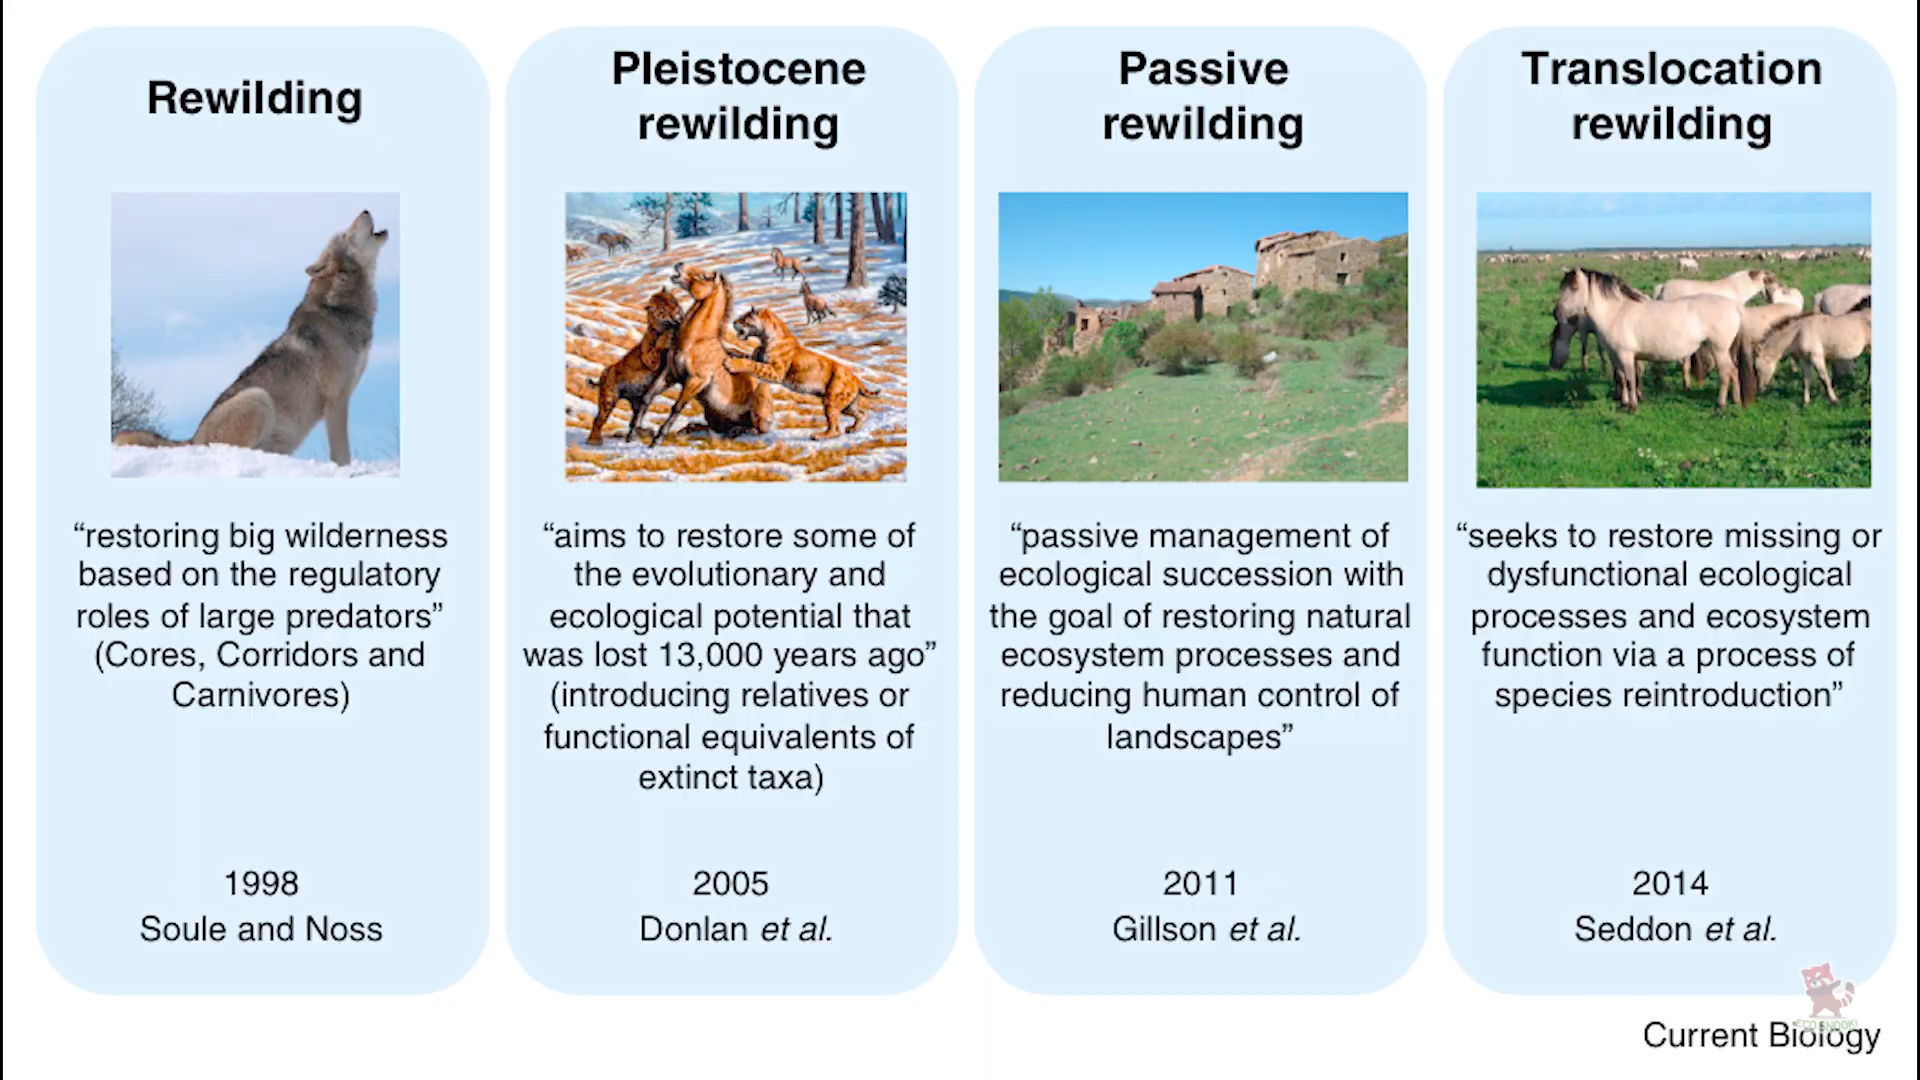 Rewilding
“restoring big wilderness
based on the regulatory
roles of large predators”
(Cores, Corridors and
Carnivores)
1998
Soule and Noss
Pleistocene
rewilding
“aims to restore some of
the evolutionary and
ecological potential that
was lost 13,000 years ago”
(introducing relatives or
functional equivalents of
extinct taxa)
2005
Donlan et al.
Passive
rewilding
“passive management of
ecological succession with
the goal of restoring natural
ecosystem processes and
reducing human control of
landscapes”
2011
Gillson et al.
Translocation
rewilding
“seeks to restore missing or
dysfunctional ecological
processes and ecosystem
function via a process of
species reintroduction”
2014
Seddon et al.
ECO SNOOKI
Current Biology